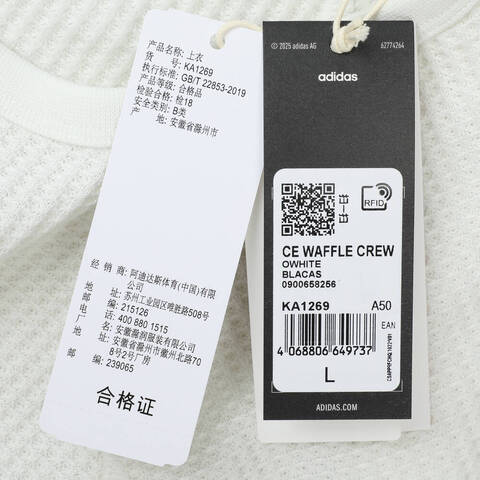 产品名称: 上衣
货 号: KA1269
执行标准: GB/T 22853-2019
产品等级: 合格品
检验合格: 检18
安全类别: B类
产 地: 安徽省滁州市
经 销 商: 阿迪达斯体育(中国)有限
公司
地 址: 苏州工业园区唯胜路508号
邮 编: 215126
电 话: 400 880 1515
生 产 商: 安徽瀚润服装有限公司
地 址: 安徽省滁州市徽州北路70
8号2号厂房
邮 编: 239065
合格证
© 2025 adidas AG
62774264
adidas
RFID
CE WAFFLE CREW
OWHITE
BLACAS
0900658256
KA1269 A50
EAN
4 068806 649737
L
ADIDAS.COM